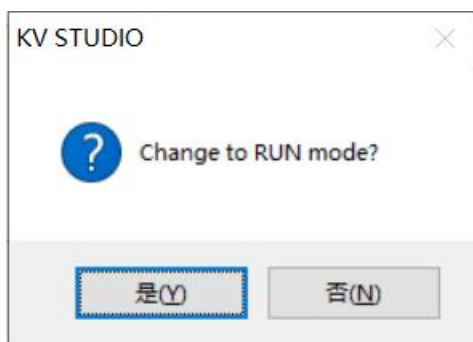 KV STUDIO
Change to RUN mode?
是(Y)
否(N)